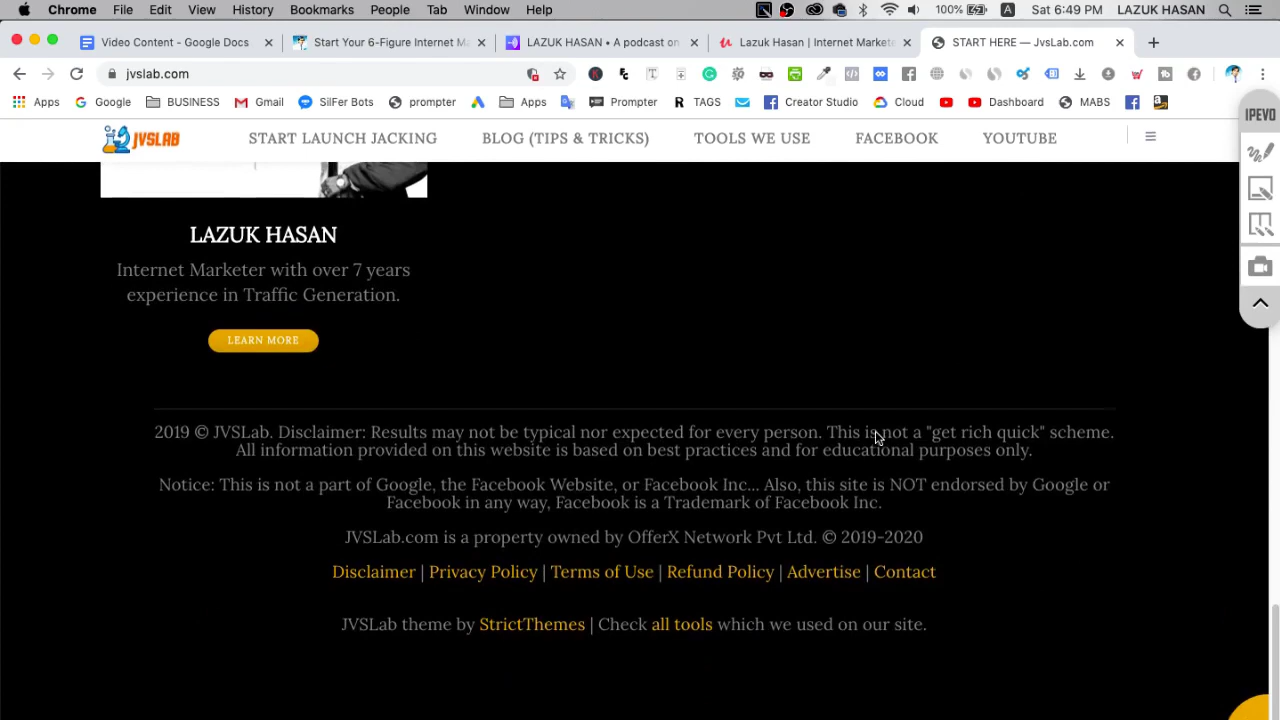 Chrome File Edit View History Bookmarks People Tab Window Help 100% A Sat 6:49 PM LAZUK HASAN
Video Content - Google Docs Start Your 6-Figure Internet Ma LAZUK HASAN • A podcast on Lazuk Hasan | Internet Markete START HERE — JvsLab.com
jvslab.com
Apps Google BUSINESS Gmail SilFer Bots prompter Apps Prompter R TAGS Creator Studio Cloud Dashboard MABS
IPEVO
JVSLAB START LAUNCH JACKING BLOG (TIPS & TRICKS) TOOLS WE USE FACEBOOK YOUTUBE
LAZUK HASAN
Internet Marketer with over 7 years
experience in Traffic Generation.
LEARN MORE
2019 © JVSLab. Disclaimer: Results may not be typical nor expected for every person. This is not a "get rich quick" scheme.
All information provided on this website is based on best practices and for educational purposes only.
Notice: This is not a part of Google, the Facebook Website, or Facebook Inc... Also, this site is NOT endorsed by Google or
Facebook in any way, Facebook is a Trademark of Facebook Inc.
JVSLab.com is a property owned by OfferX Network Pvt Ltd. © 2019-2020
Disclaimer | Privacy Policy | Terms of Use | Refund Policy | Advertise | Contact
JVSLab theme by StrictThemes | Check all tools which we used on our site.